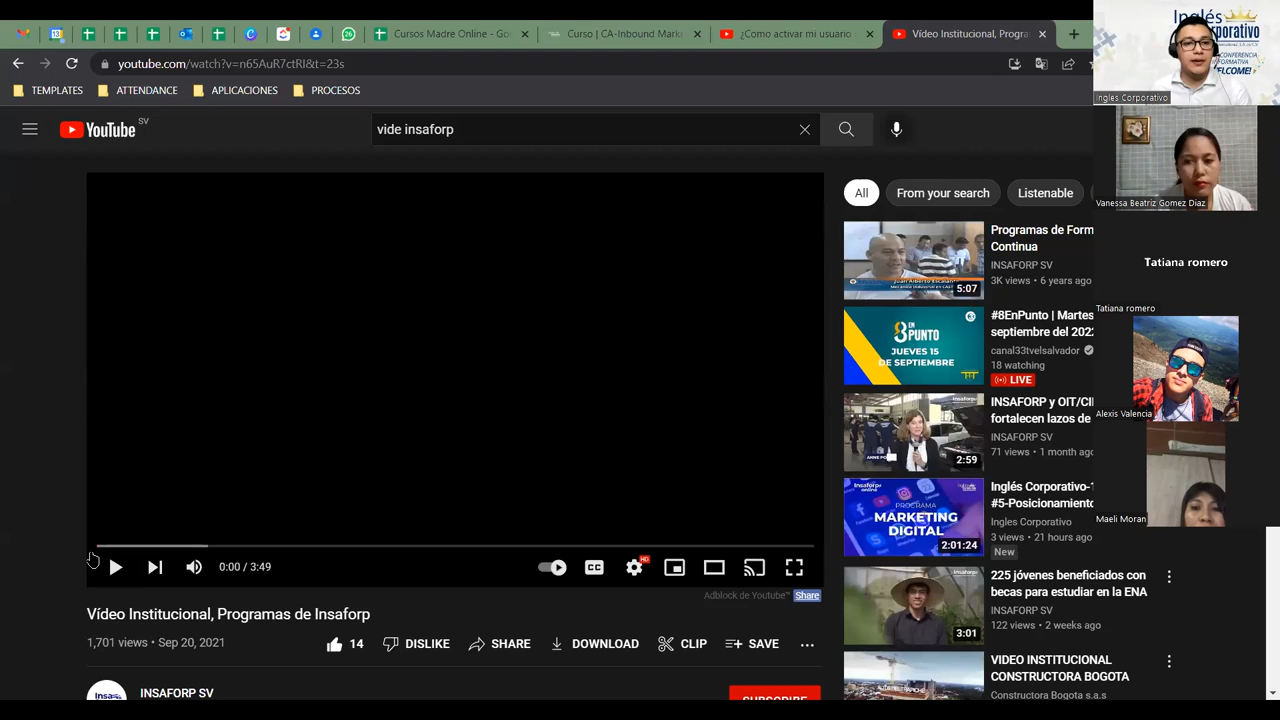 Cursos Madre Online - Go
Curso | CA-Inbound Mark
¿Como activar mi usuario
Vídeo Institucional, Progra
youtube.com/watch?v=n65AuR7ctRI&t=23s
TEMPLATES
ATTENDANCE
APLICACIONES
PROCESOS
YouTube
SV
vide insaforp
0:00 / 3:49
Adblock de Youtube™
Share
Vídeo Institucional, Programas de Insaforp
1,701 views • Sep 20, 2021
14
DISLIKE
SHARE
DOWNLOAD
CLIP
SAVE
INSAFORP SV
SUBSCRIBE
All
From your search
Listenable
Programas de Form
Continua
INSAFORP SV
3K views • 6 years ago
5:07
#8EnPunto | Martes
septiembre del 202
canal33tvelsalvador
18 watching
LIVE
8 EN
PUNTO
JUEVES 15
DE SEPTIEMBRE
INSAFORP y OIT/CI
fortalecen lazos de
INSAFORP SV
71 views • 1 month ago
2:59
Inglés Corporativo-1
#5-Posicionamiento
Ingles Corporativo
3 views • 21 hours ago
New
PROGRAMA
MARKETING
DIGITAL
2:01:24
225 jóvenes beneficiados con
becas para estudiar en la ENA
INSAFORP SV
122 views • 2 weeks ago
3:01
VIDEO INSTITUCIONAL
CONSTRUCTORA BOGOTA
Constructora Bogota s.a.s
Inglés
orporativo
CONFERENCIA
ELCOME!
Ingles Corporativo
Vanessa Beatriz Gomez Diaz
Tatiana romero
Tatiana romero
Alexis Valencia
Maeli Moran